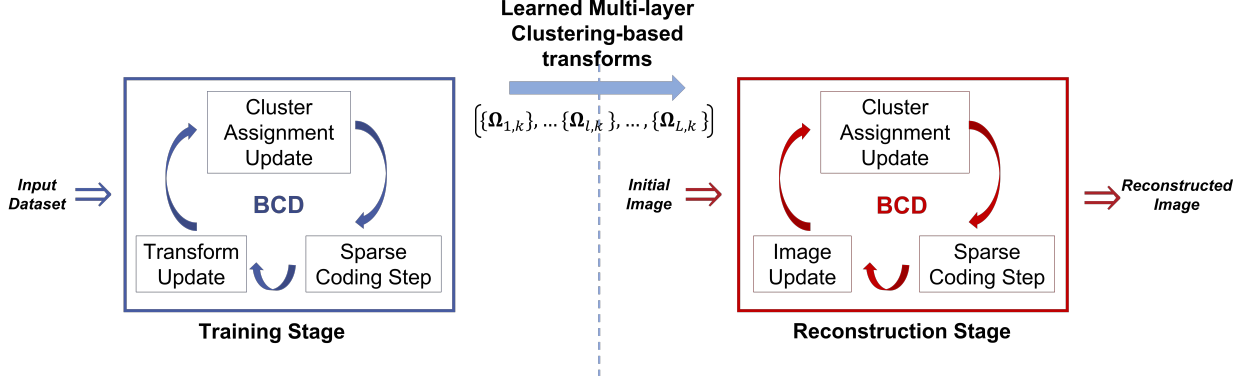 Learned Multi-layer
Clustering-based
transforms
({𝛀₁,ₖ}, … {𝛀ₗ,ₖ }, … , {𝛀_L,ₖ })
Input
Dataset
Cluster
Assignment
Update
BCD
Transform
Update
Sparse
Coding Step
Training Stage
Initial
Image
Cluster
Assignment
Update
BCD
Image
Update
Sparse
Coding Step
Reconstruction Stage
Reconstructed
Image